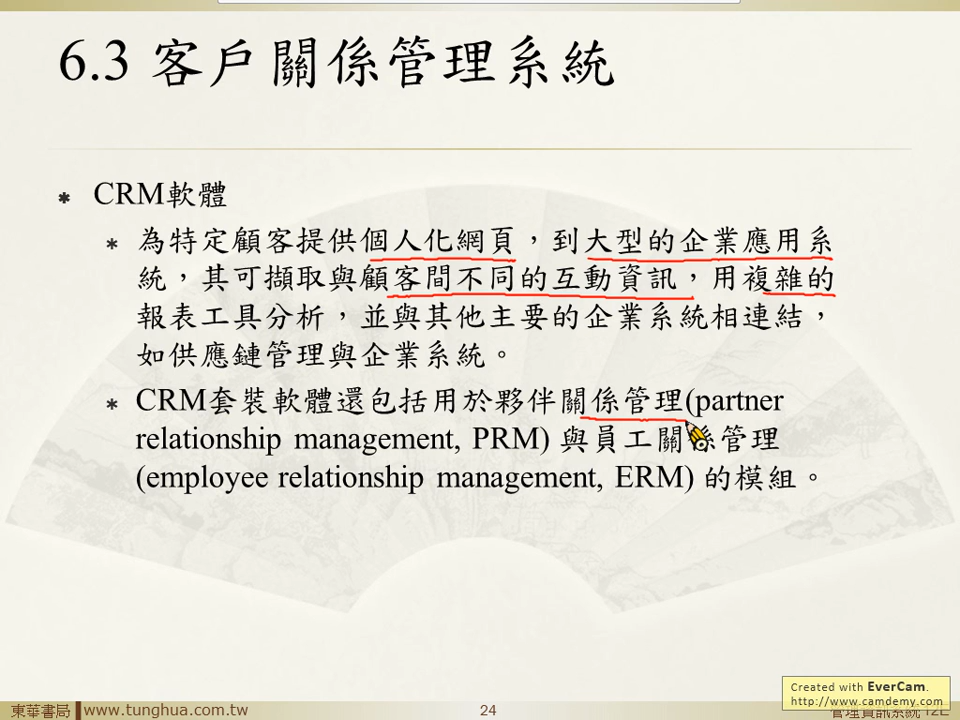 6.3 客戶關係管理系統
CRM軟體
為特定顧客提供個人化網頁，到大型的企業應用系
統，其可擷取與顧客間不同的互動資訊，用複雜的
報表工具分析，並與其他主要的企業系統相連結，
如供應鏈管理與企業系統。
CRM套裝軟體還包括用於夥伴關係管理(partner
relationship management, PRM) 與員工關係管理
(employee relationship management, ERM) 的模組。
Created with EverCam.
http://www.camdemy.com
東華書局 www.tunghua.com.tw
24
管理資訊系統 12E